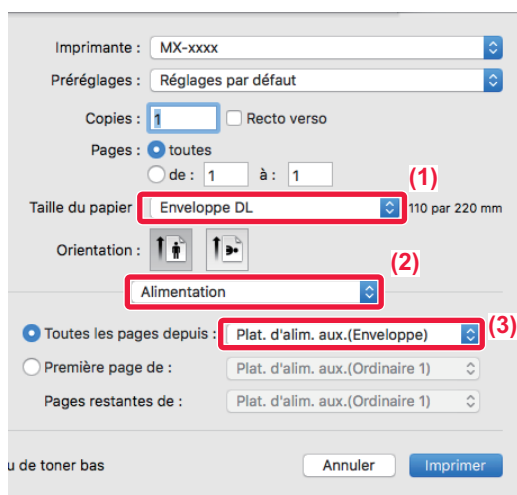 Imprimante : MX-xxxx
Préréglages : Réglages par défaut
Copies : 1 Recto verso
Pages : toutes
de : 1 à : 1
(1)
Taille du papier Enveloppe DL 110 par 220 mm
Orientation :
(2)
Alimentation
Toutes les pages depuis : Plat. d'alim. aux.(Enveloppe) (3)
Première page de : Plat. d'alim. aux.(Ordinaire 1)
Pages restantes de : Plat. d'alim. aux.(Ordinaire 1)
u de toner bas Annuler Imprimer